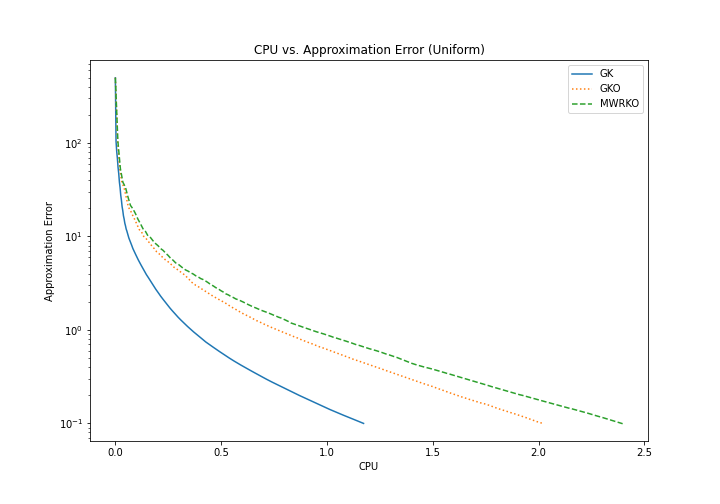 CPU vs. Approximation Error (Uniform)
GK
GKO
MWRKO
Approximation Error
10²
10¹
10⁰
10⁻¹
0.0 0.5 1.0 1.5 2.0 2.5
CPU